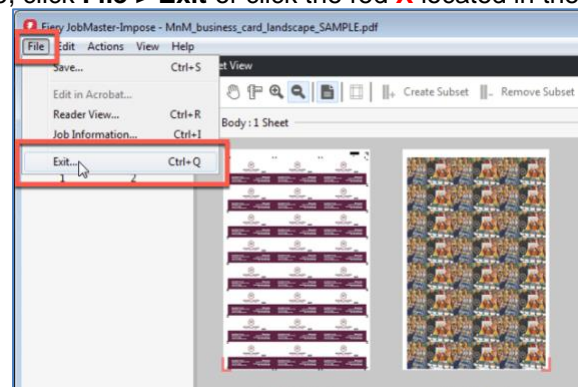 , click File > Exit or click the red X located in the
Fiery JobMaster-Impose - MnM_business_card_landscape_SAMPLE.pdf
File Edit Actions View Help
Save... Ctrl+S
et View
Edit in Acrobat...
Create Subset
Remove Subset
Reader View... Ctrl+R
Body : 1 Sheet
Job Information... Ctrl+I
Exit... Ctrl+Q
1 2